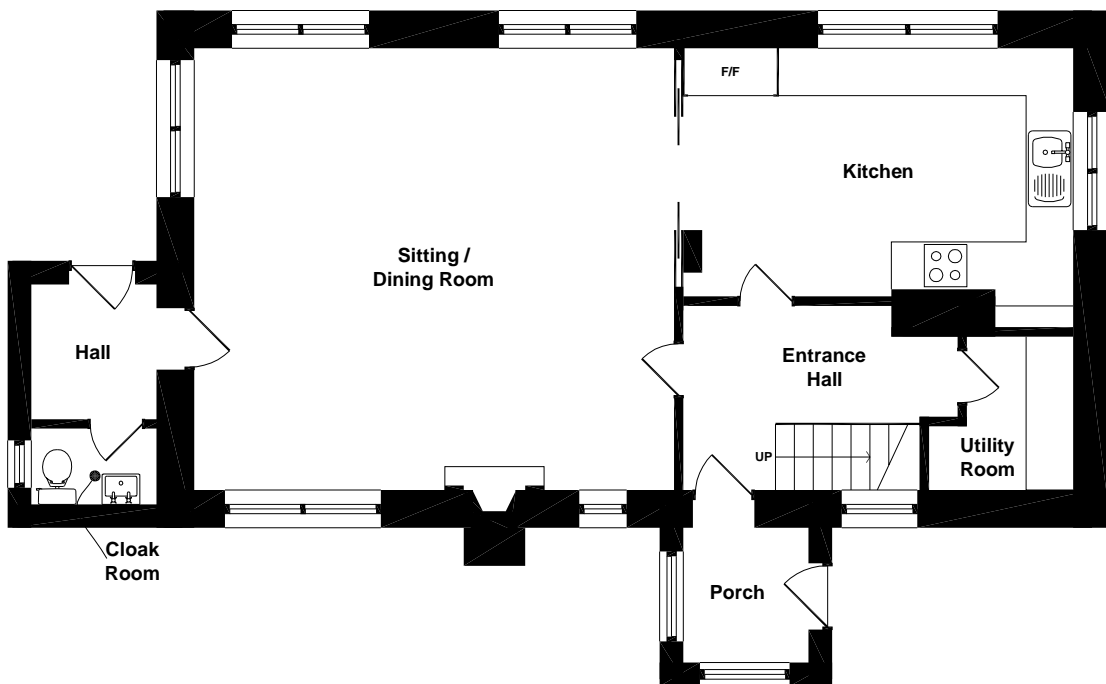 F/F
Kitchen
Sitting /
Dining Room
Hall
Entrance
Hall
UP
Utility
Room
Cloak
Room
Porch